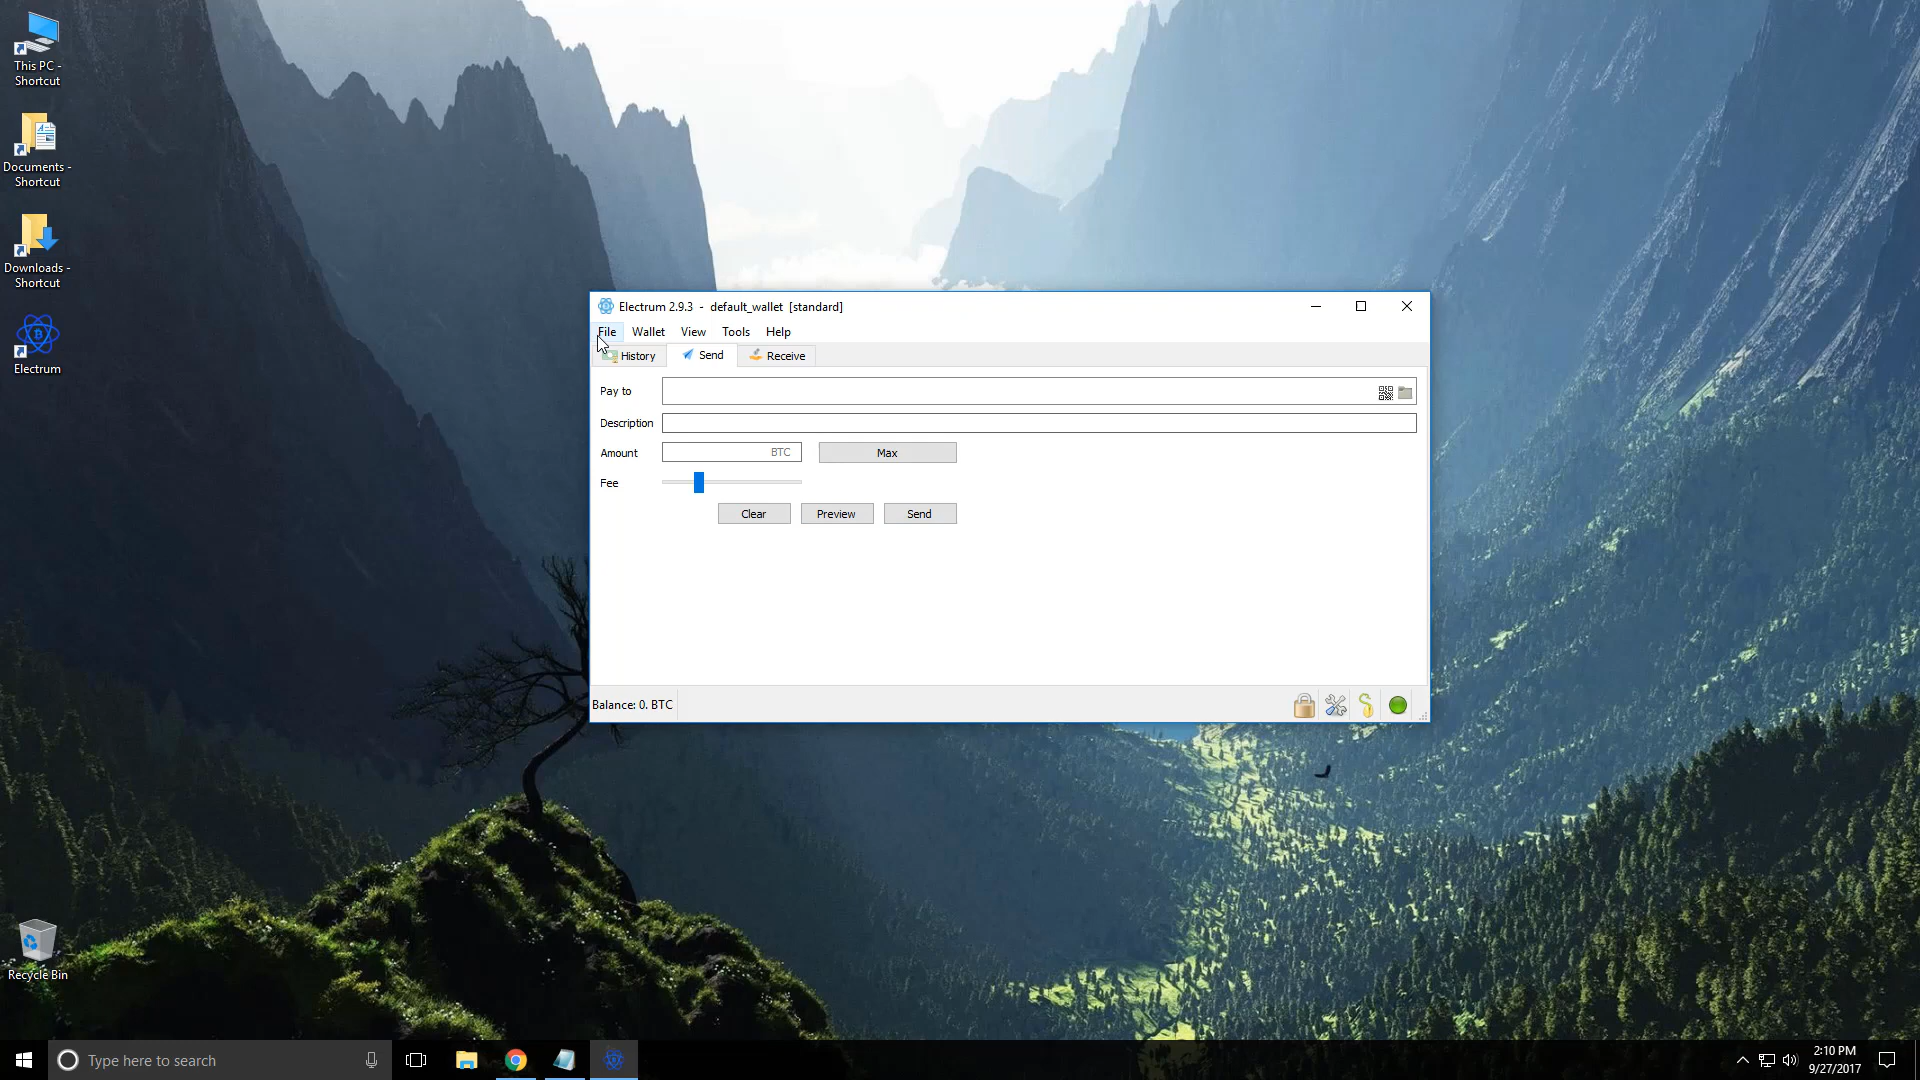 This PC -
Shortcut
Documents -
Shortcut
Downloads -
Shortcut
Electrum
Recycle Bin
Electrum 2.9.3 - default_wallet [standard]
File Wallet View Tools Help
History Send Receive
Pay to
Description
Amount BTC Max
Fee
Clear Preview Send
Balance: 0. BTC
Type here to search
2:10 PM
9/27/2017